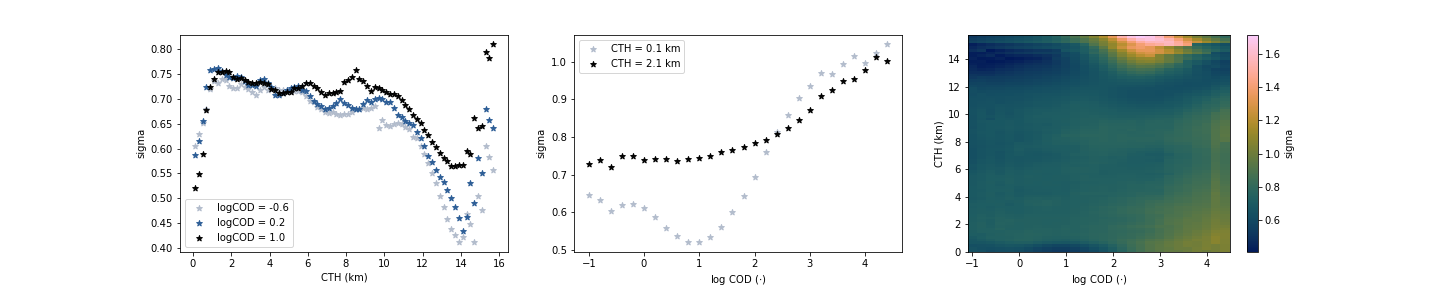 0.80
0.75
0.70
0.65
0.60
0.55
0.50
0.45
0.40
sigma
logCOD = -0.6
logCOD = 0.2
logCOD = 1.0
0 2 4 6 8 10 12 14 16
CTH (km)
1.0
0.9
0.8
0.7
0.6
0.5
sigma
CTH = 0.1 km
CTH = 2.1 km
−1 0 1 2 3 4
log COD (·)
14
12
10
8
6
4
2
0
CTH (km)
−1 0 1 2 3 4
log COD (·)
1.6
1.4
1.2
1.0
0.8
0.6
sigma